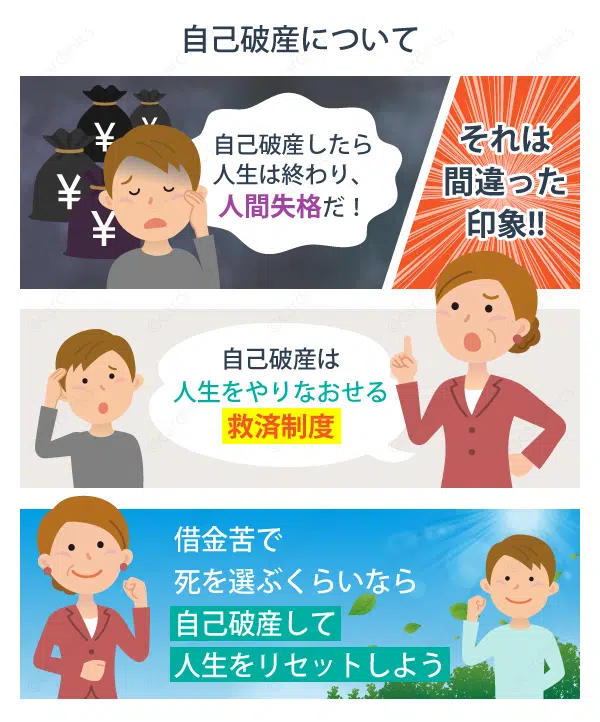 自己破産について
¥
¥
¥
¥
自己破産したら
人生は終わり、
人間失格だ！
それは
間違った
印象!!
自己破産は
人生をやりなおせる
救済制度
借金苦で
死を選ぶくらいなら
自己破産して
人生をリセットしよう